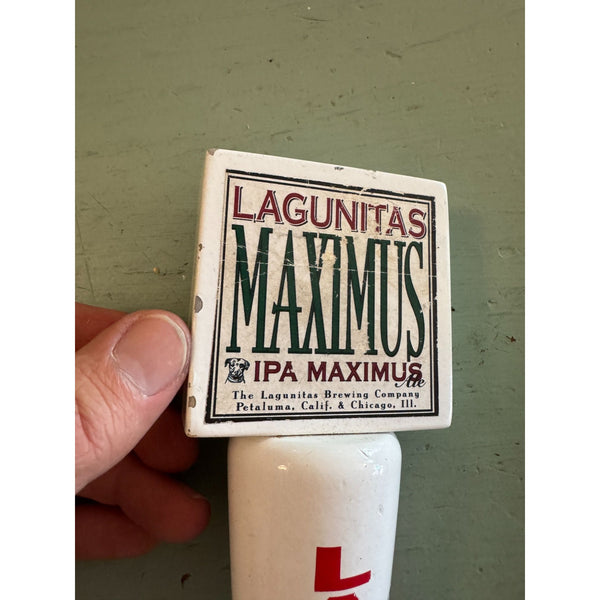 LAGUNITAS
MAXIMUS
IPA MAXIMUS
Ale
The Lagunitas Brewing Company
Petaluma, Calif. & Chicago, Ill.
L